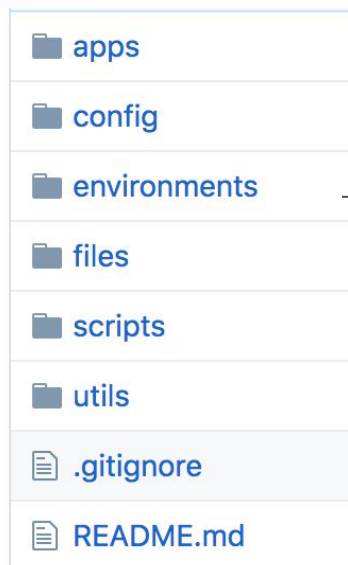 apps
config
environments
files
scripts
utils
.gitignore
README.md